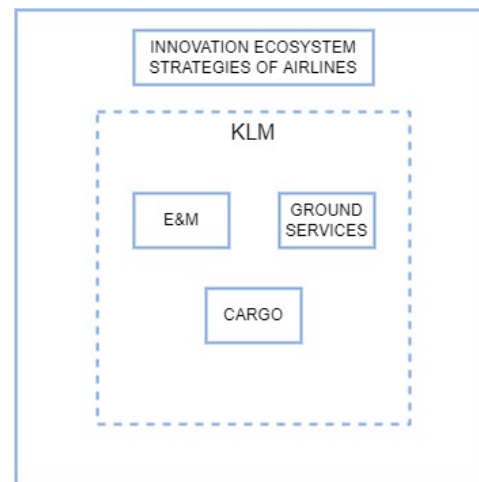 INNOVATION ECOSYSTEM
STRATEGIES OF AIRLINES
KLM
E&M
GROUND
SERVICES
CARGO